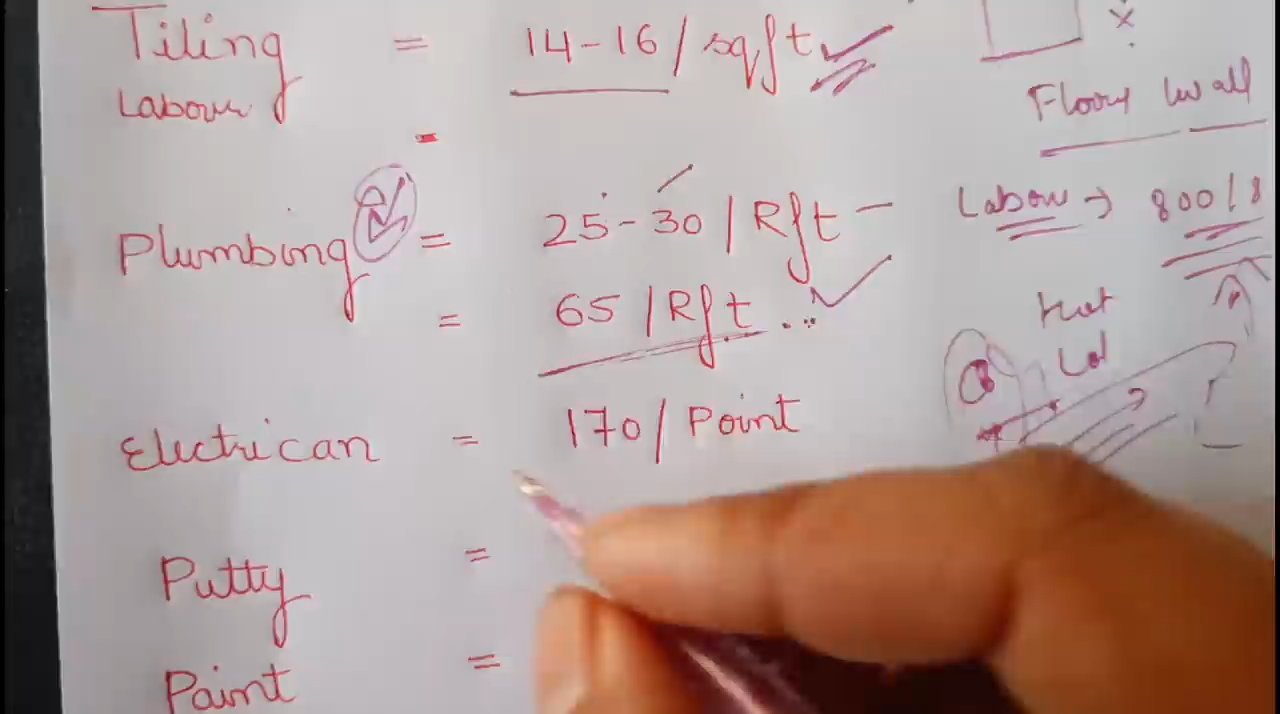 Tiling = 14-16/sqft
Labour
Floor Wall
Plumbing = 25-30/Rft -
Labour → 800/8
= 65/Rft ..
Electrican = 170/Point
Putty =
Paint =